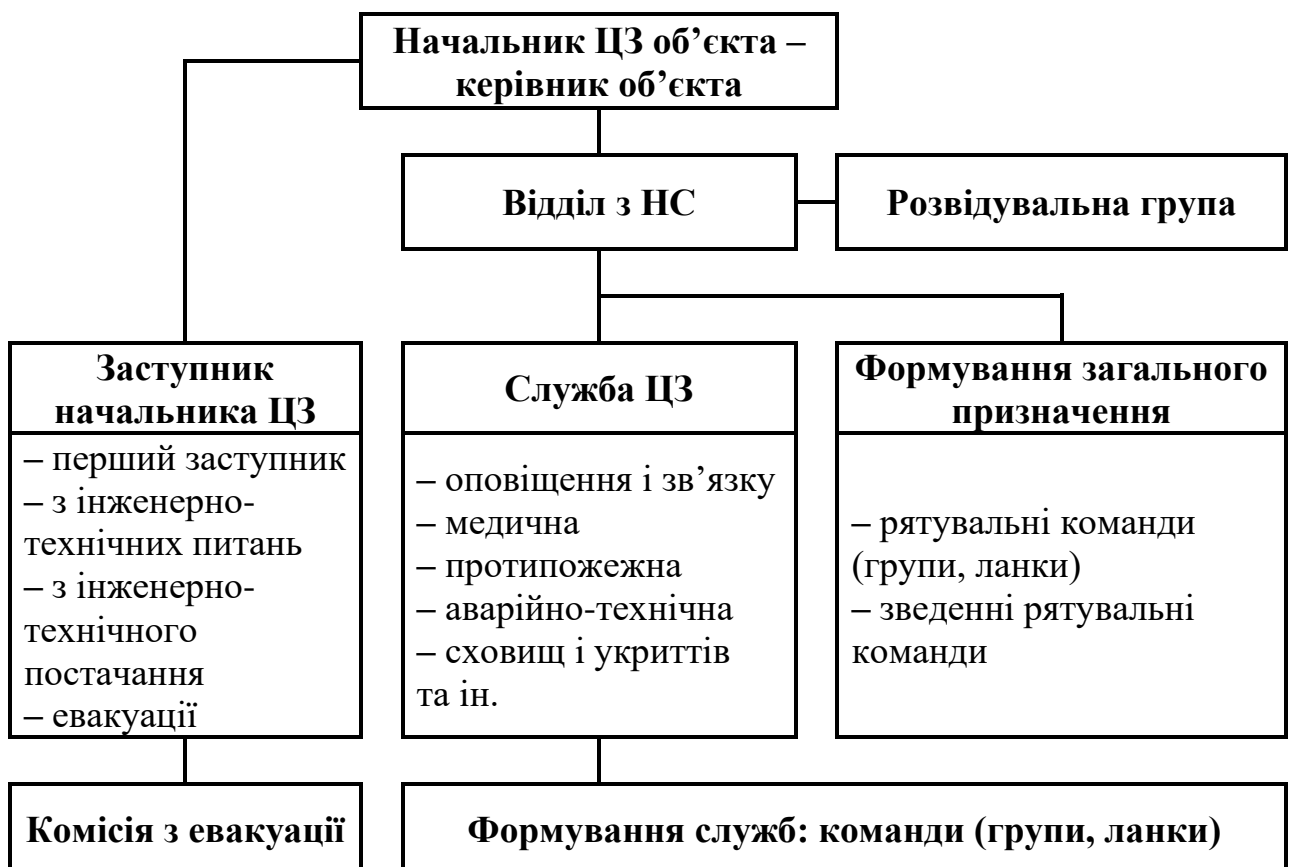 Начальник ЦЗ об’єкта –
керівник об’єкта
Відділ з НС
Розвідувальна група
Заступник
начальника ЦЗ
– перший заступник
– з інженерно-
технічних питань
– з інженерно-
технічного
постачання
– евакуації
Служба ЦЗ
– оповіщення і зв’язку
– медична
– протипожежна
– аварійно-технічна
– сховищ і укриттів
та ін.
Формування загального
призначення
– рятувальні команди
(групи, ланки)
– зведенні рятувальні
команди
Комісія з евакуації
Формування служб: команди (групи, ланки)